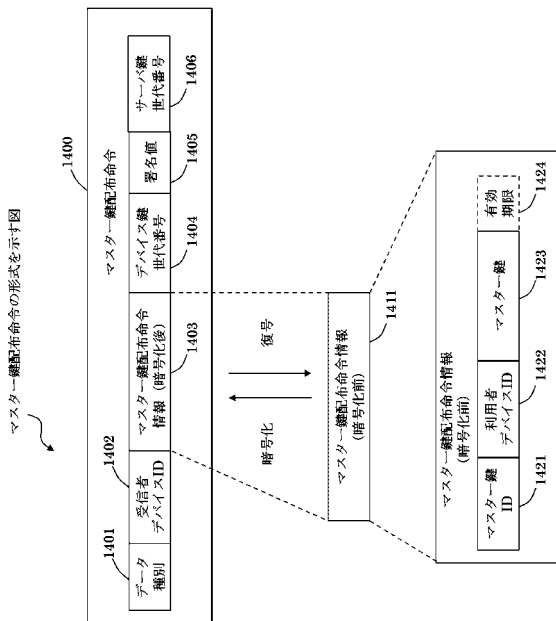 マスター鍵配布命令の形式を示す図
1400
マスター鍵配布命令
データ
種別
1401
受信者
デバイスID
1402
マスター鍵配布命令
情報(暗号化後)
1403
デバイス鍵
世代番号
1404
署名値
1405
サーバ鍵
世代番号
1406
暗号化
復号
マスター鍵配布命令情報
(暗号化前)
1411
マスター鍵配布命令情報
(暗号化前)
マスター鍵
ID
1421
利用者
デバイスID
1422
マスター鍵
1423
有効
期限
1424